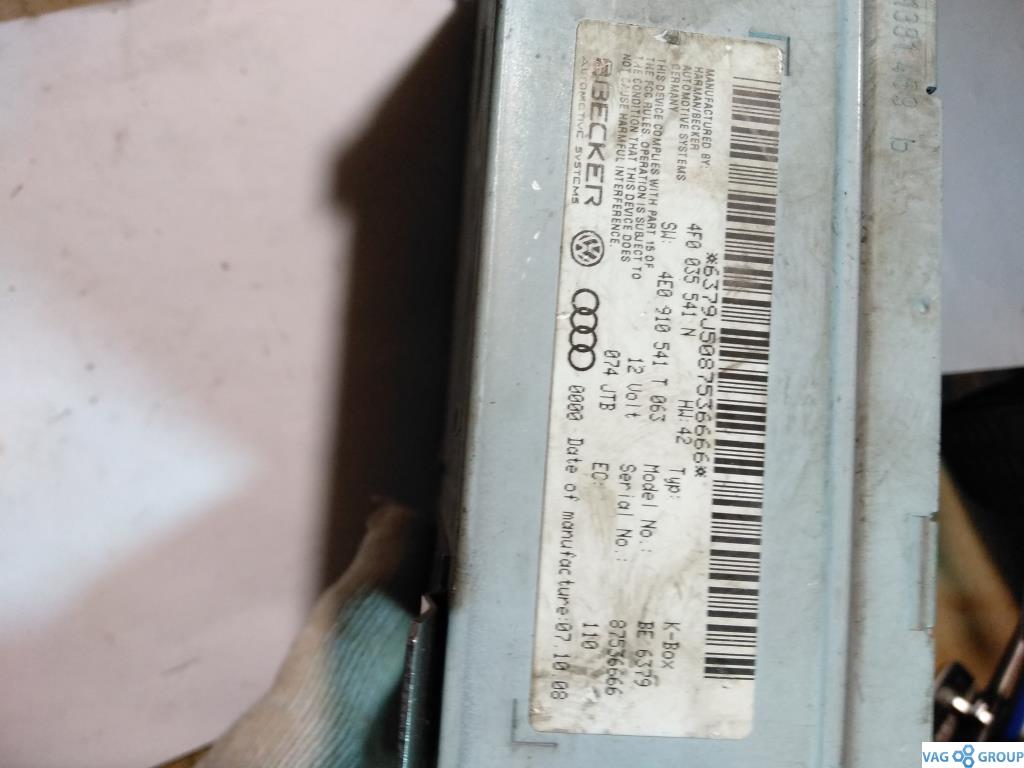 *6379J50875366666*
4F0 035 541 N HW:42 Typ: K-Box
SW: 4E0 910 541 T 063 Model No.: BE 6379
12 Volt Serial No.: 87536666
074 JTB EC: 110
0000 Date of manufacture:07.10.08
MANUFACTURED BY:
HARMAN/BECKER
AUTOMOTIVE SYSTEMS
GERMANY
THIS DEVICE COMPLIES WITH PART 15 OF
THE FCC RULES. OPERATION IS SUBJECT TO
THE CONDITION THAT THIS DEVICE DOES
NOT CAUSE HARMFUL INTERFERENCE.
BECKER
AUTOMOTIVE SYSTEMS
VAG GROUP